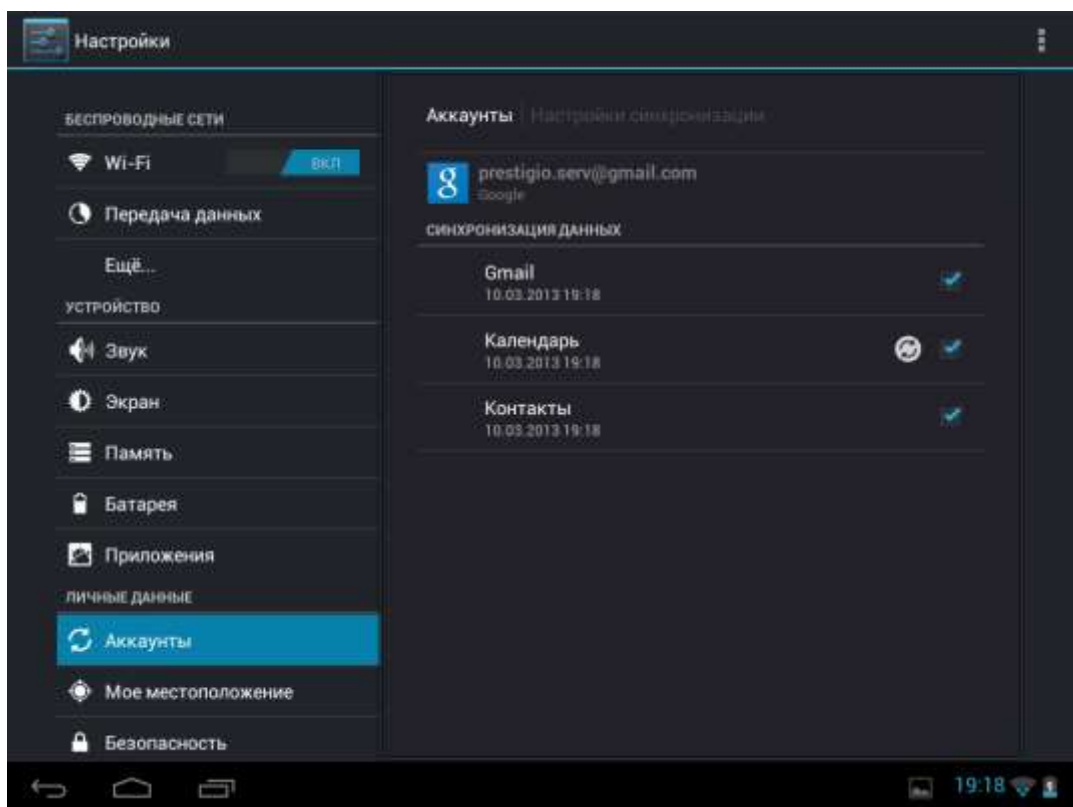 Настройки
БЕСПРОВОДНЫЕ СЕТИ
Wi-Fi ВКЛ
Передача данных
Ещё...
УСТРОЙСТВО
Звук
Экран
Память
Батарея
Приложения
ЛИЧНЫЕ ДАННЫЕ
Аккаунты
Мое местоположение
Безопасность
Аккаунты Настройки синхронизации
prestigio.serv@gmail.com
Google
СИНХРОНИЗАЦИЯ ДАННЫХ
Gmail
10.03.2013 19:18
Календарь
10.03.2013 19:18
Контакты
10.03.2013 19:18
19:18